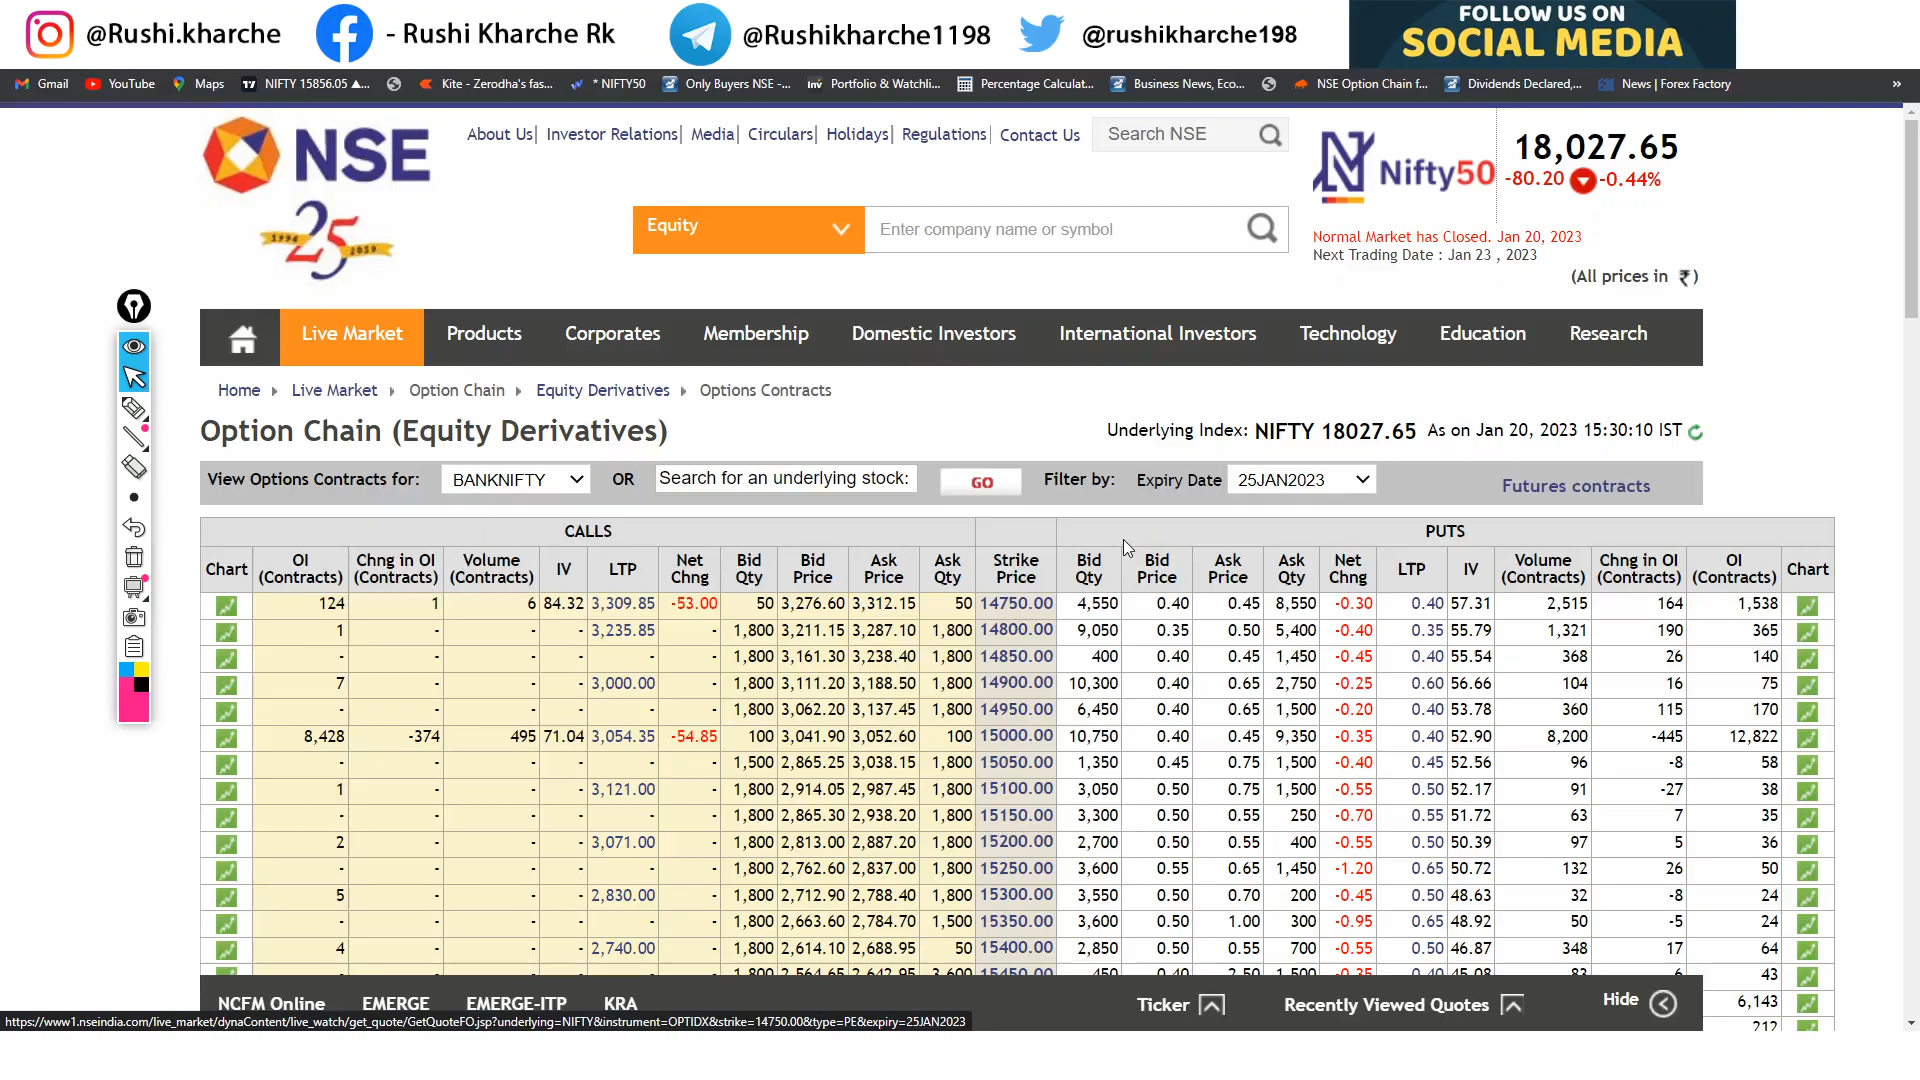 @Rushi.kharche - Rushi Kharche Rk @Rushikharche1198 @rushikharche198 FOLLOW US ON
SOCIAL MEDIA
Gmail YouTube Maps NIFTY 15856.05 ▲... Kite - Zerodha's fas... * NIFTY50 Only Buyers NSE -... Portfolio & Watchli... Percentage Calculat... Business News, Eco... NSE Option Chain f... Dividends Declared,... News | Forex Factory »
NSE
1994 25 2019
About Us| Investor Relations| Media| Circulars| Holidays| Regulations| Contact Us Search NSE
Nifty50 18,027.65
-80.20 -0.44%
Equity Enter company name or symbol
Normal Market has Closed. Jan 20, 2023
Next Trading Date : Jan 23 , 2023
(All prices in ₹)
Live Market Products Corporates Membership Domestic Investors International Investors Technology Education Research
Home Live Market Option Chain Equity Derivatives Options Contracts
Option Chain (Equity Derivatives) Underlying Index: NIFTY 18027.65 As on Jan 20, 2023 15:30:10 IST
View Options Contracts for: BANKNIFTY OR Search for an underlying stock: GO Filter by: Expiry Date 25JAN2023 Futures contracts
CALLS PUTS
Chart OI (Contracts) Chng in OI (Contracts) Volume (Contracts) IV LTP Net Chng Bid Qty Bid Price Ask Price Ask Qty Strike Price Bid Qty Bid Price Ask Price Ask Qty Net Chng LTP IV Volume (Contracts) Chng in OI (Contracts) OI (Contracts) Chart
124 1 6 84.32 3,309.85 -53.00 50 3,276.60 3,312.15 50 14750.00 4,550 0.40 0.45 8,550 -0.30 0.40 57.31 2,515 164 1,538
1 - - - 3,235.85 - 1,800 3,211.15 3,287.10 1,800 14800.00 9,050 0.35 0.50 5,400 -0.40 0.35 55.79 1,321 190 365
- - - - - - 1,800 3,161.30 3,238.40 1,800 14850.00 400 0.40 0.45 1,450 -0.45 0.40 55.54 368 26 140
7 - - - 3,000.00 - 1,800 3,111.20 3,188.50 1,800 14900.00 10,300 0.40 0.65 2,750 -0.25 0.60 56.66 104 16 75
- - - - - - 1,800 3,062.20 3,137.45 1,800 14950.00 6,450 0.40 0.65 1,500 -0.20 0.40 53.78 360 115 170
8,428 -374 495 71.04 3,054.35 -54.85 100 3,041.90 3,052.60 100 15000.00 10,750 0.40 0.45 9,350 -0.35 0.40 52.90 8,200 -445 12,822
- - - - - - 1,500 2,865.25 3,038.15 1,800 15050.00 1,350 0.45 0.75 1,500 -0.40 0.45 52.56 96 -8 58
1 - - - 3,121.00 - 1,800 2,914.05 2,987.45 1,800 15100.00 3,050 0.50 0.75 1,500 -0.55 0.50 52.17 91 -27 38
- - - - - - 1,800 2,865.30 2,938.20 1,800 15150.00 3,300 0.50 0.55 250 -0.70 0.55 51.72 63 7 35
2 - - - 3,071.00 - 1,800 2,813.00 2,887.20 1,800 15200.00 2,700 0.50 0.55 400 -0.55 0.50 50.39 97 5 36
- - - - - - 1,800 2,762.60 2,837.00 1,800 15250.00 3,600 0.55 0.65 1,450 -1.20 0.65 50.72 132 26 50
5 - - - 2,830.00 - 1,800 2,712.90 2,788.40 1,800 15300.00 3,550 0.50 0.70 200 -0.45 0.50 48.63 32 -8 24
- - - - - - 1,800 2,663.60 2,784.70 1,500 15350.00 3,600 0.50 1.00 300 -0.95 0.65 48.92 50 -5 24
4 - - - 2,740.00 - 1,800 2,614.10 2,688.95 50 15400.00 2,850 0.50 0.55 700 -0.55 0.50 46.87 348 17 64
- - - - - - 1,800 2,564.65 2,642.95 3,600 15450.00 450 0.40 2.50 1,500 -0.35 0.40 45.08 83 6 43
NCFM Online EMERGE EMERGE-ITP KRA Ticker Recently Viewed Quotes Hide 6,143
https://www1.nseindia.com/live_market/dynaContent/live_watch/get_quote/GetQuoteFO.jsp?underlying=NIFTY&instrument=OPTIDX&strike=14750.00&type=PE&expiry=25JAN2023
212